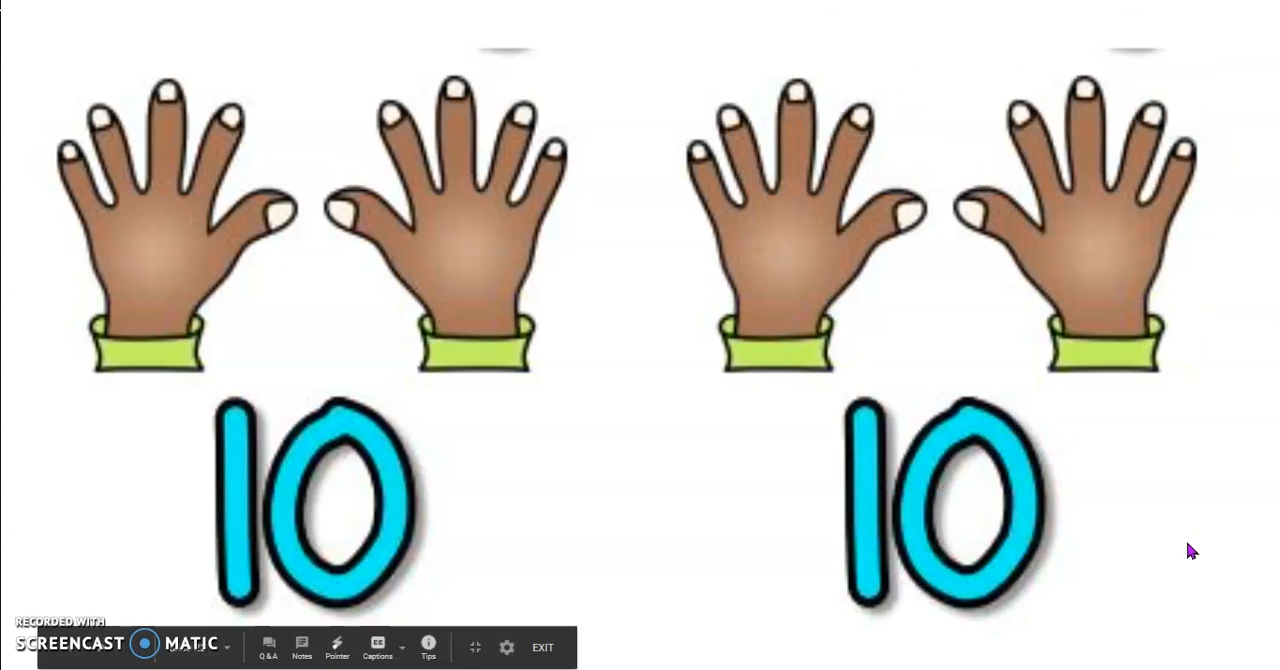 10 10
RECORDED WITH
SCREENCAST MATIC
Q&A Notes Pointer Captions Tips EXIT